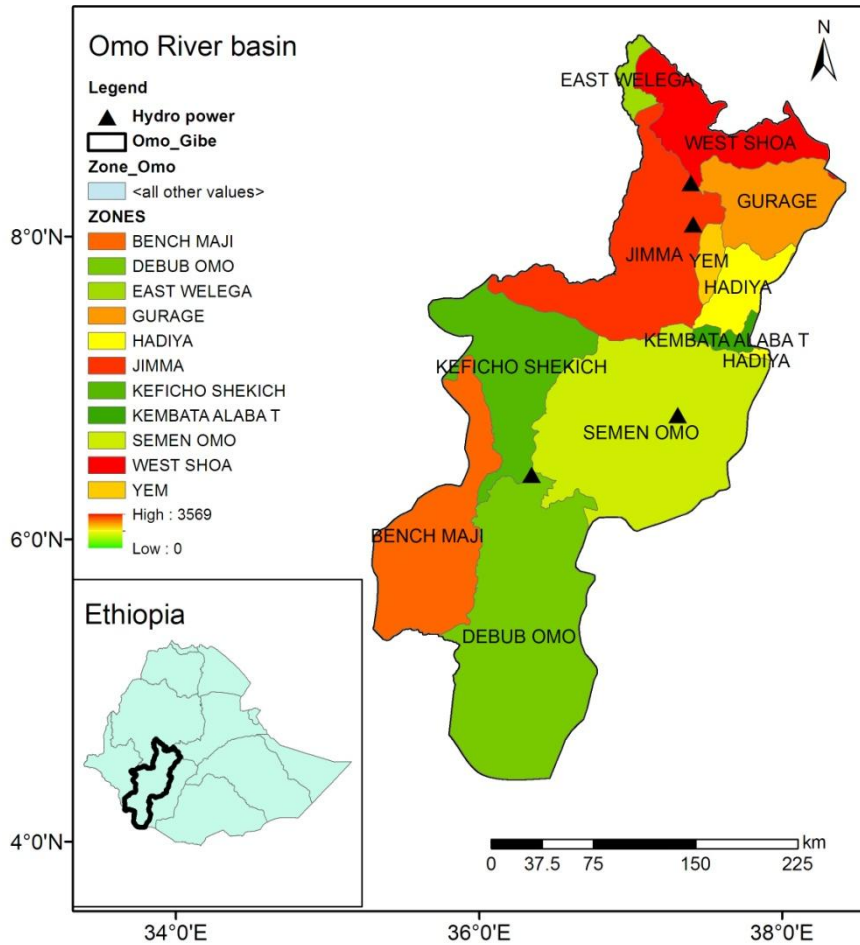 Omo River basin
Legend
Hydro power
Omo_Gibe
Zone_Omo
<all other values>
ZONES
BENCH MAJI
DEBUB OMO
EAST WELEGA
GURAGE
HADIYA
JIMMA
KEFICHO SHEKICH
KEMBATA ALABA T
SEMEN OMO
WEST SHOA
YEM
High : 3569
Low : 0
Ethiopia
N
EAST WELEGA
WEST SHOA
GURAGE
JIMMA
YEM
HADIYA
KEMBATA ALABA T
HADIYA
KEFICHO SHEKICH
SEMEN OMO
BENCH MAJI
DEBUB OMO
km
0 37.5 75 150 225
8°0'N
6°0'N
4°0'N
34°0'E 36°0'E 38°0'E